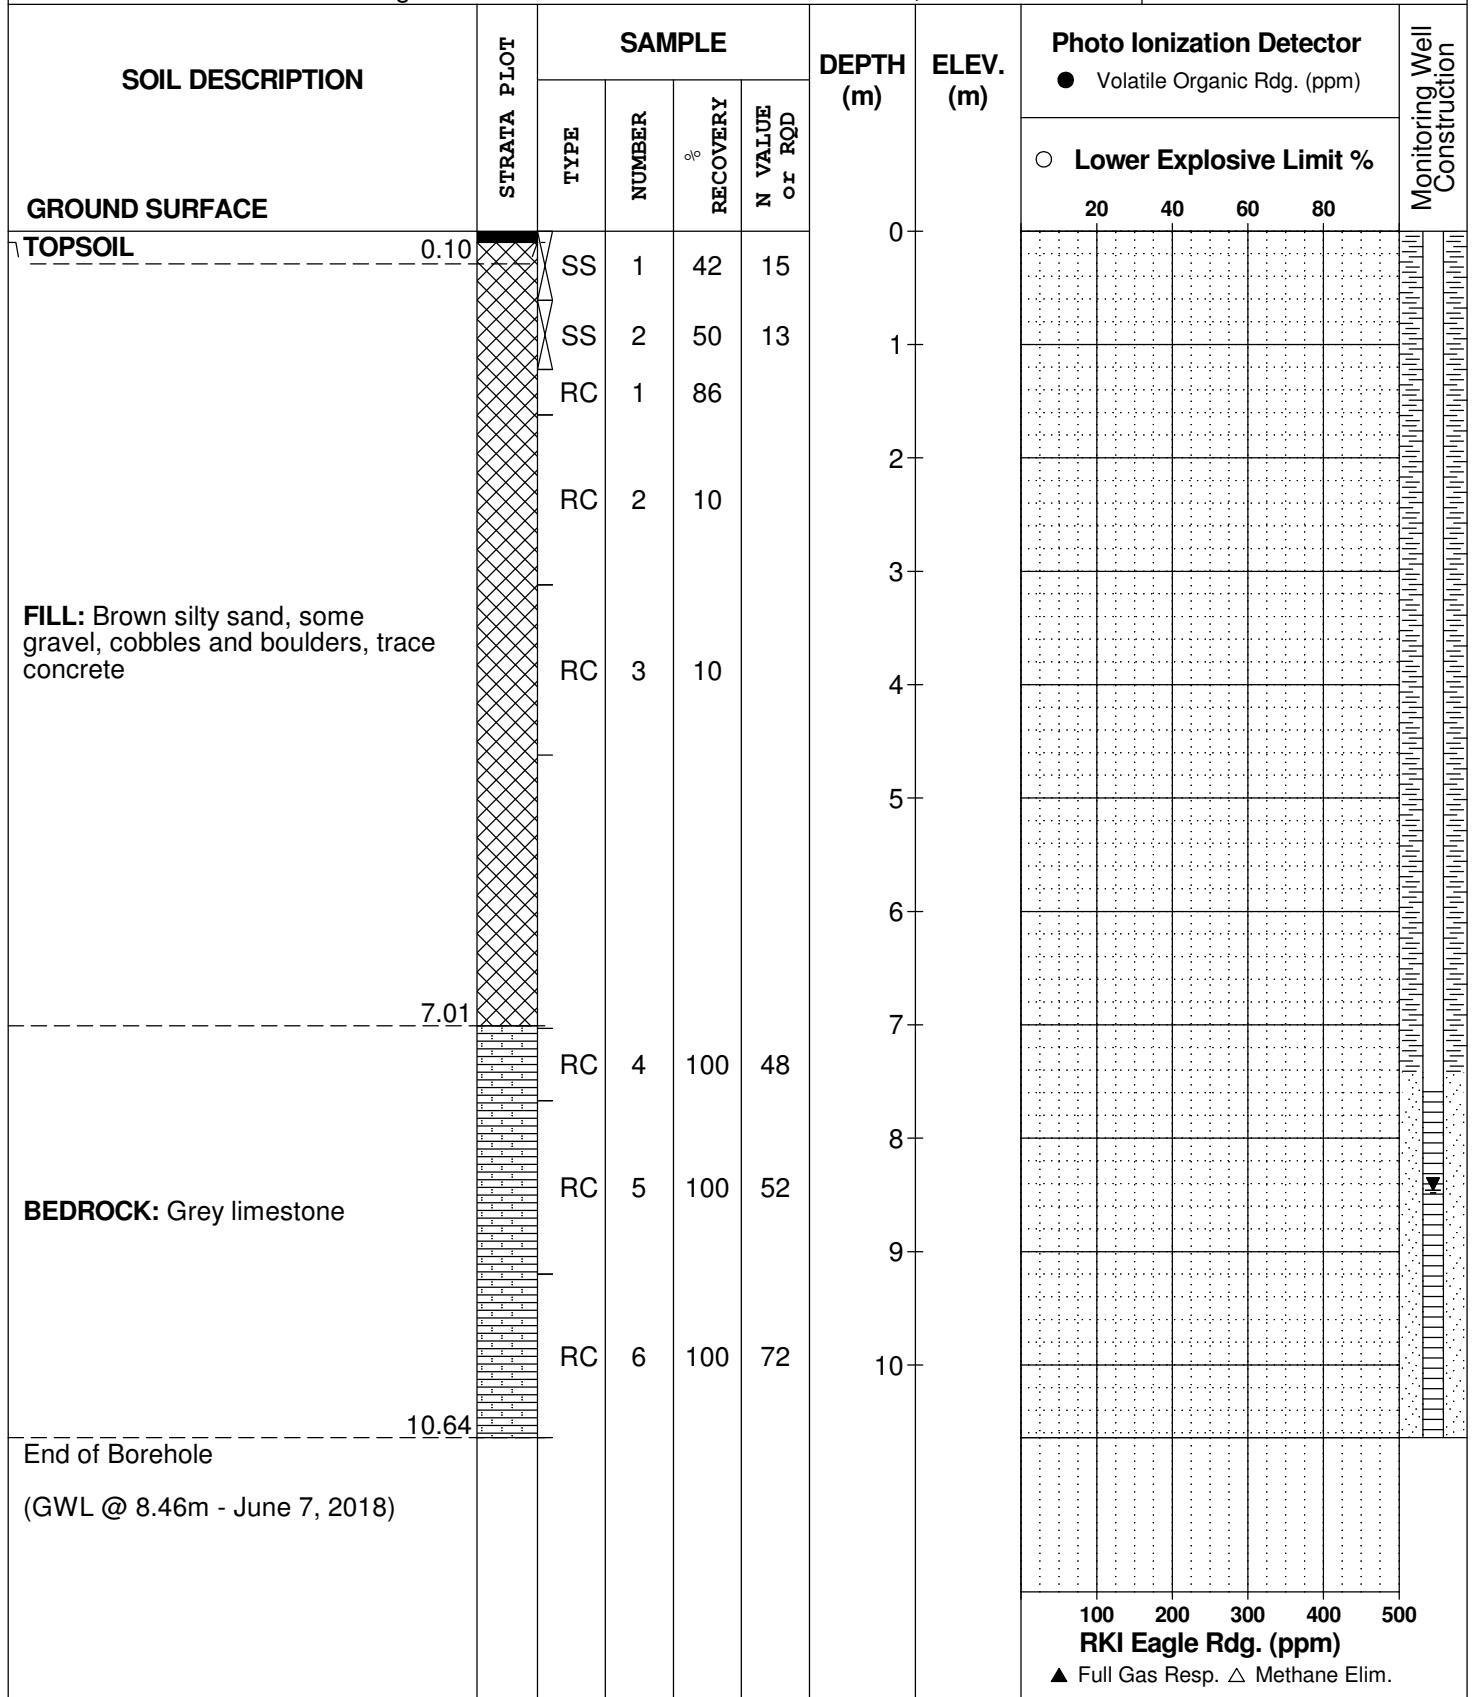 SOIL DESCRIPTION
GROUND SURFACE
STRATA PLOT
SAMPLE
TYPE
NUMBER
%
RECOVERY
N VALUE
or RQD
DEPTH
(m)
ELEV.
(m)
Photo Ionization Detector
● Volatile Organic Rdg. (ppm)
○ Lower Explosive Limit %
20 40 60 80
Monitoring Well
Construction
TOPSOIL 0.10
0
SS 1 42 15
SS 2 50 13
1
RC 1 86
2
RC 2 10
3
FILL: Brown silty sand, some
gravel, cobbles and boulders, trace
concrete
RC 3 10
4
5
6
7.01
7
RC 4 100 48
8
RC 5 100 52
BEDROCK: Grey limestone
9
RC 6 100 72
10
10.64
End of Borehole
(GWL @ 8.46m - June 7, 2018)
100 200 300 400 500
RKI Eagle Rdg. (ppm)
▲ Full Gas Resp. △ Methane Elim.